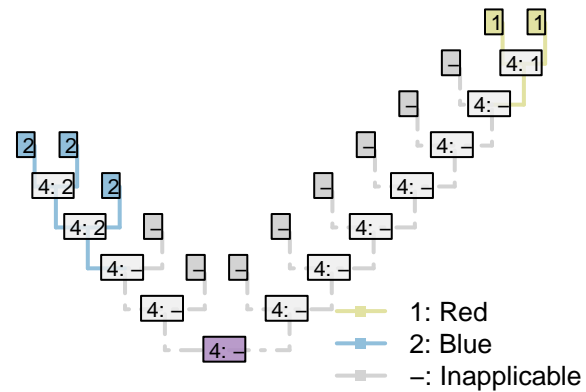 1 1
– 4: 1
– 4: –
2 2 – 4: –
4: 2 2 – 4: –
4: 2 – – 4: –
4: – – – 4: –
4: – 4: –
4: –
1: Red
2: Blue
–: Inapplicable